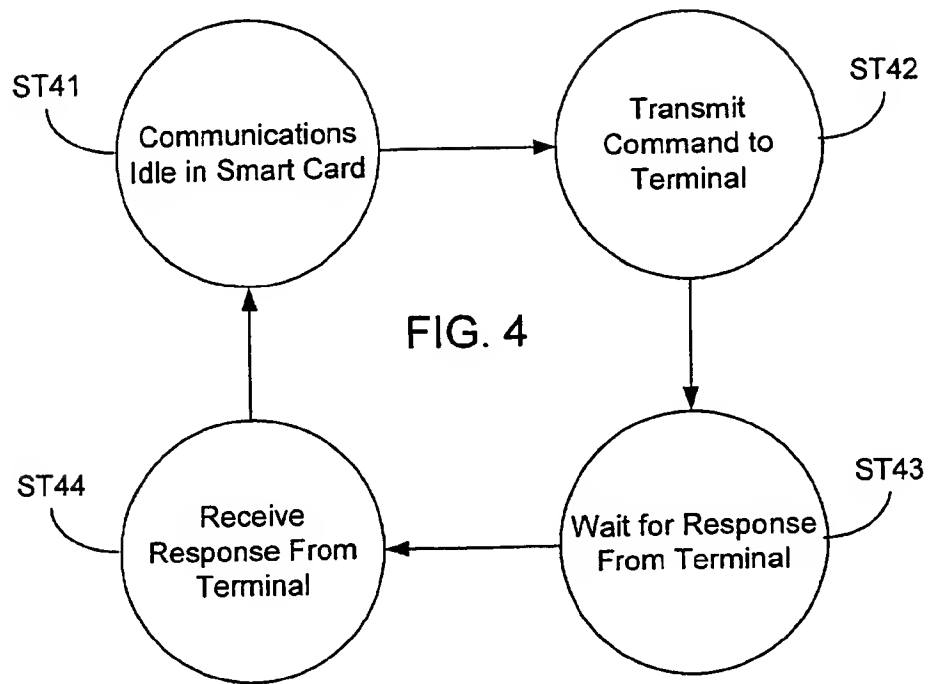 ST41
Communications
Idle in Smart Card
Transmit
Command to
Terminal
ST42
FIG. 4
ST44
Receive
Response From
Terminal
Wait for Response
From Terminal
ST43